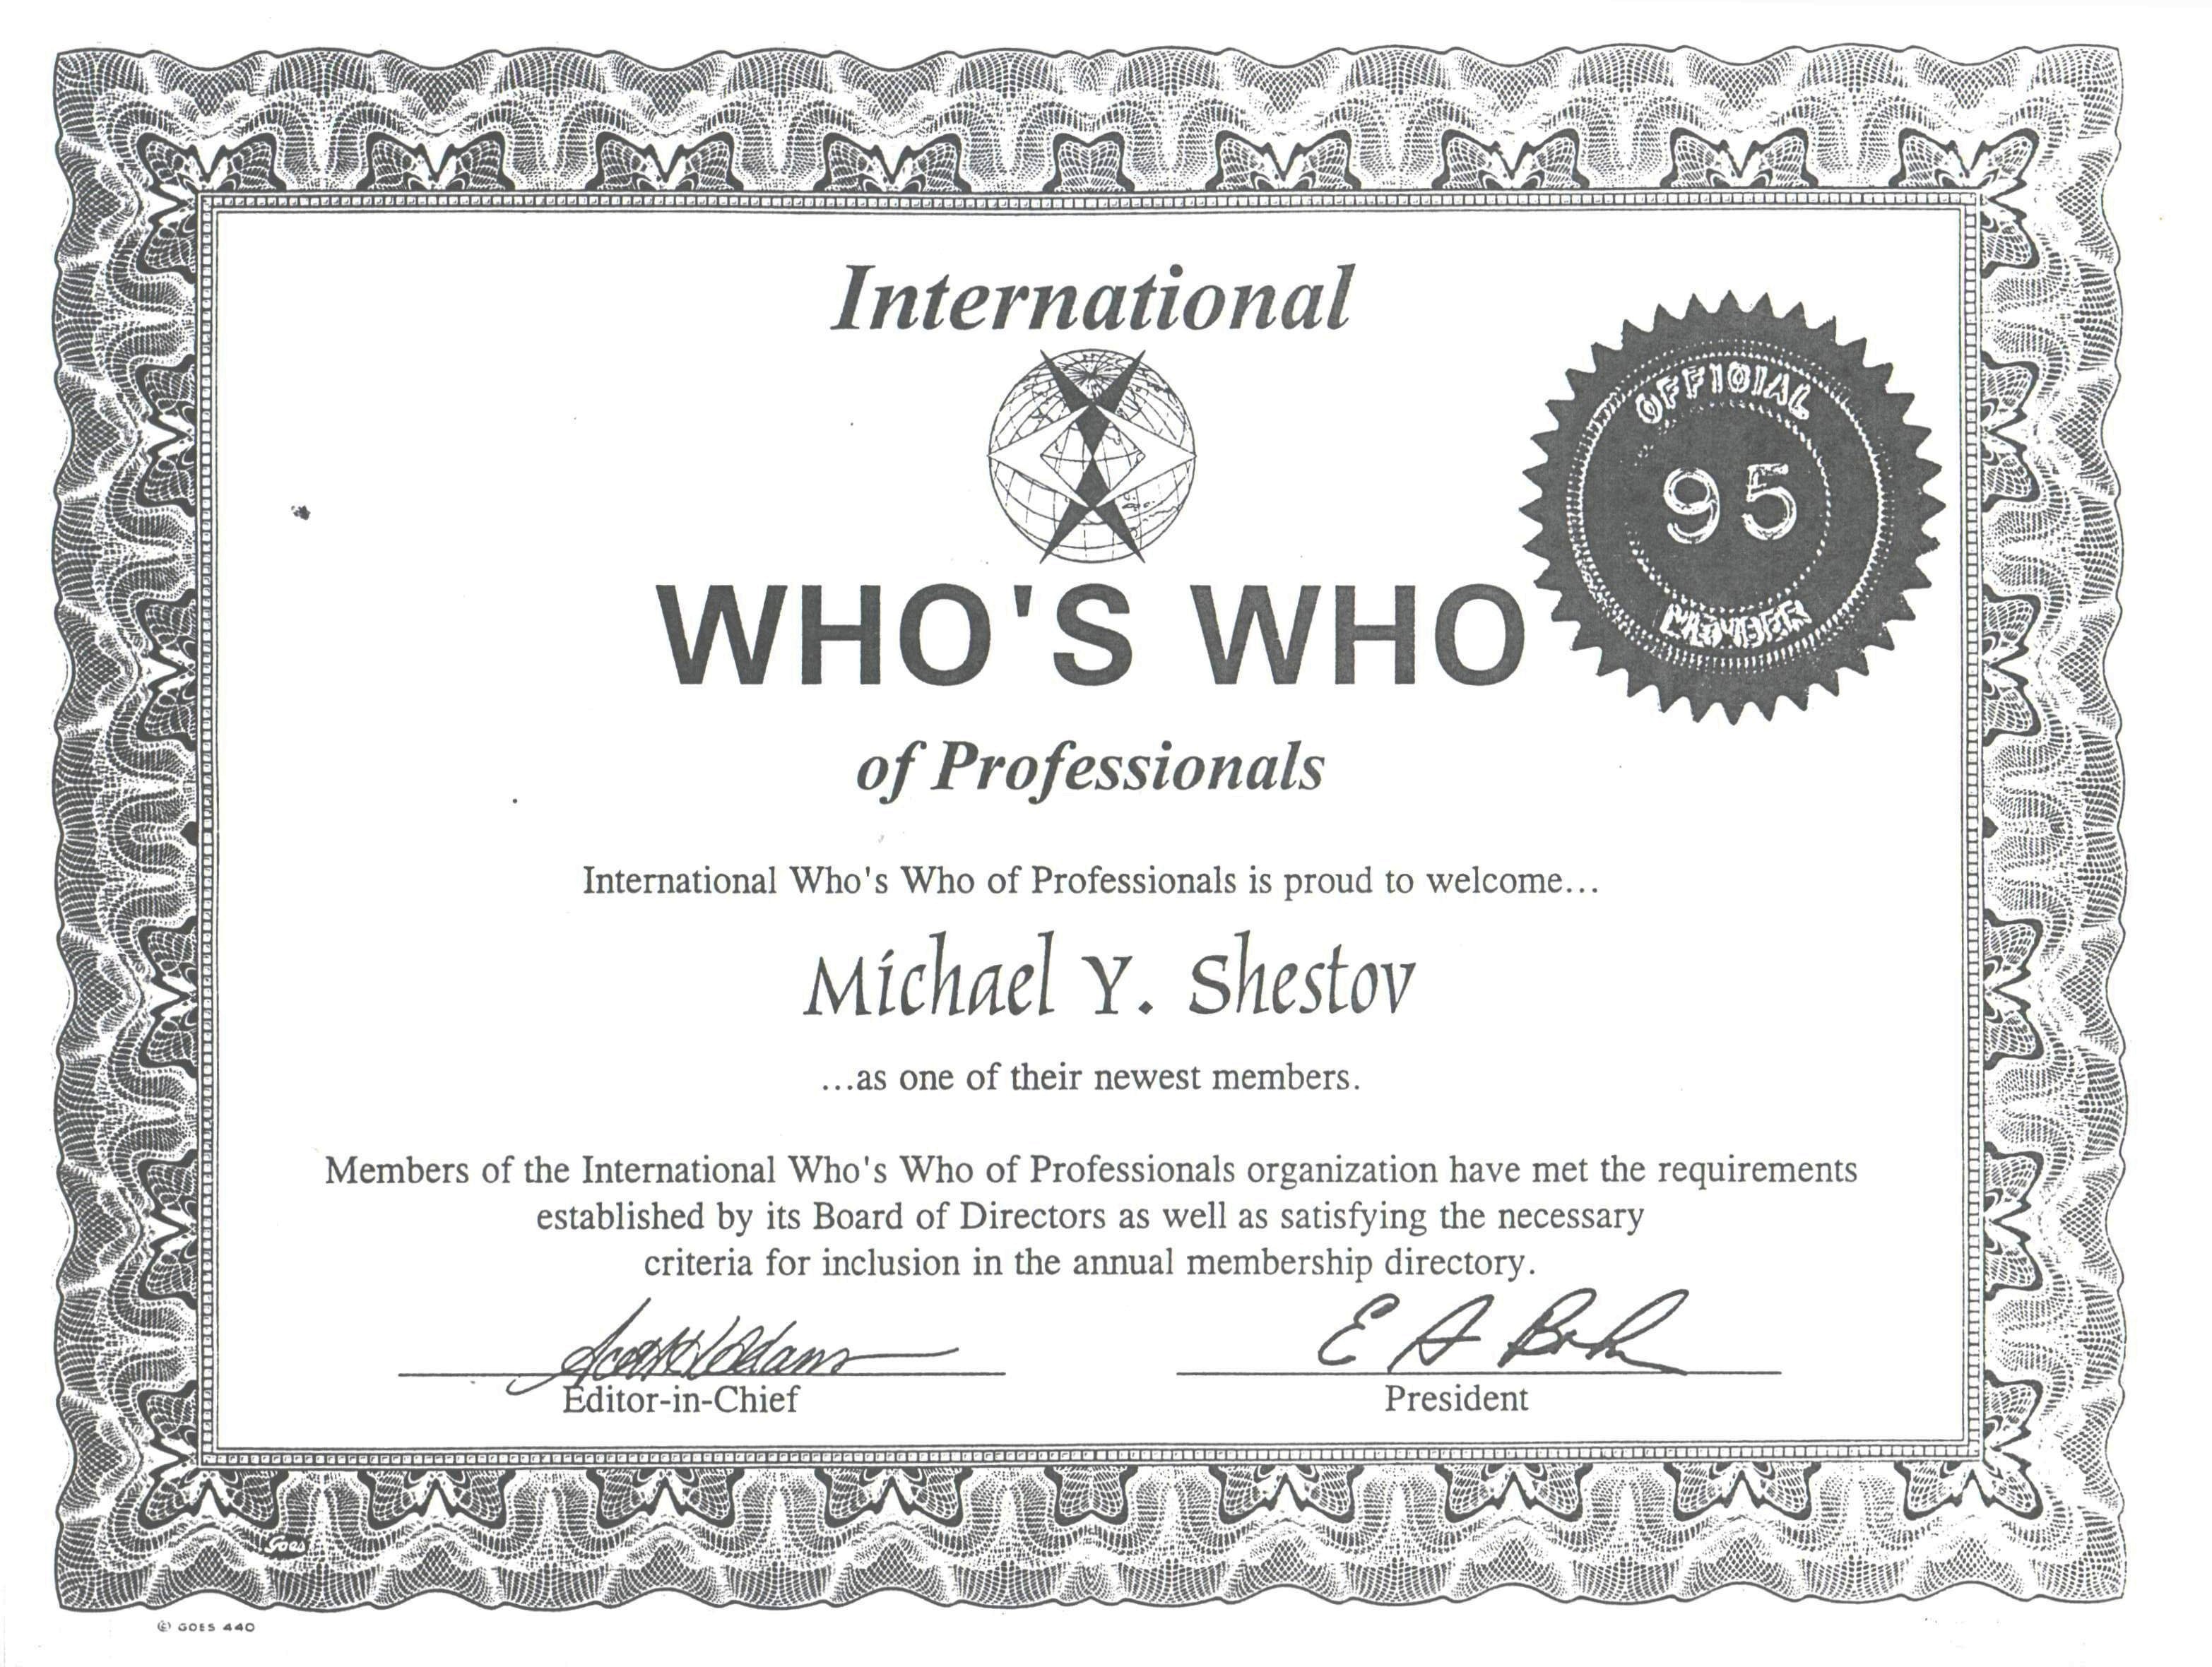 International
WHO'S WHO
of Professionals
OFFICIAL
95
MEMBER
International Who's Who of Professionals is proud to welcome...
Michael Y. Shestov
...as one of their newest members.
Members of the International Who's Who of Professionals organization have met the requirements
established by its Board of Directors as well as satisfying the necessary
criteria for inclusion in the annual membership directory.
Editor-in-Chief
President
Goes
© GOES 440